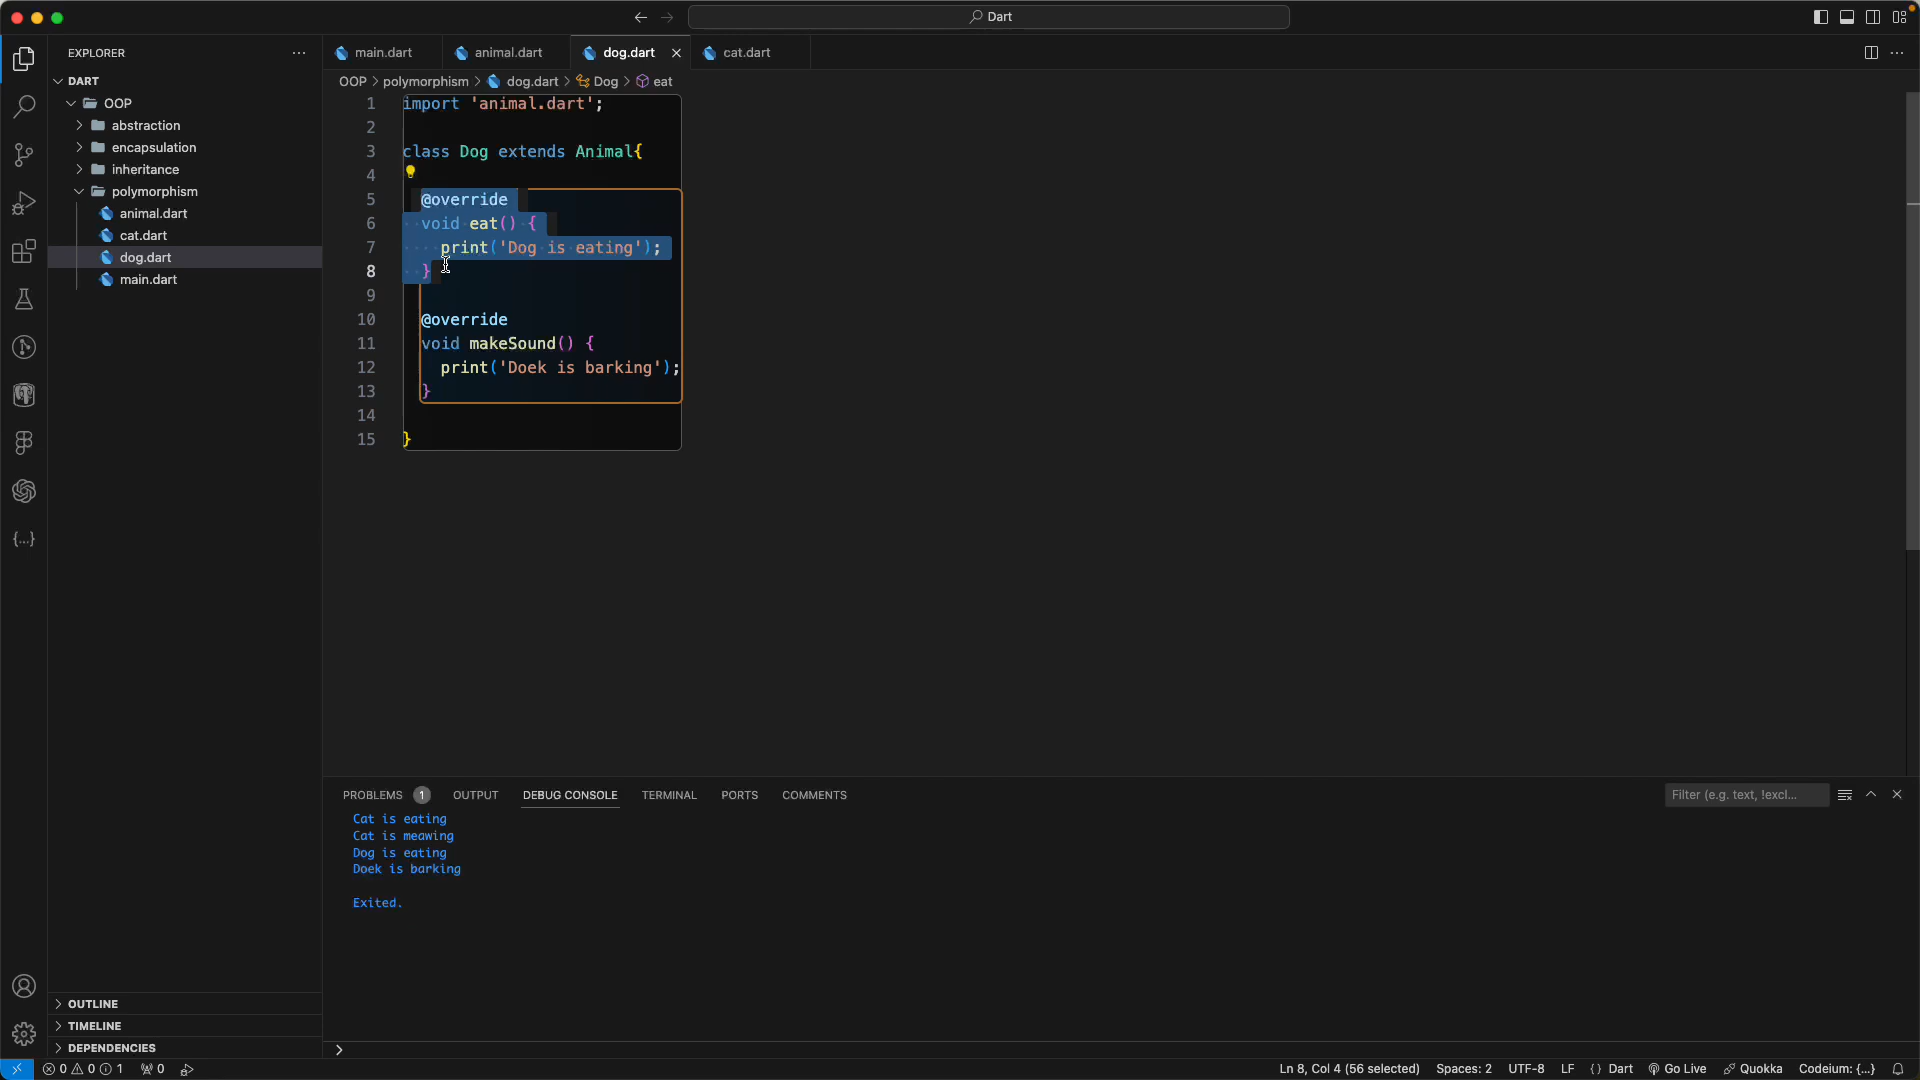 Dart
EXPLORER
DART
OOP
abstraction
encapsulation
inheritance
polymorphism
animal.dart
cat.dart
dog.dart
main.dart
OUTLINE
TIMELINE
DEPENDENCIES
main.dart animal.dart dog.dart cat.dart
OOP > polymorphism > dog.dart > Dog > eat
1 import 'animal.dart';
2
3 class Dog extends Animal{
4
5 @override
6 void eat() {
7 print('Dog is eating');
8 }
9
10 @override
11 void makeSound() {
12 print('Doek is barking');
13 }
14
15 }
PROBLEMS 1 OUTPUT DEBUG CONSOLE TERMINAL PORTS COMMENTS Filter (e.g. text, !excl...
Cat is eating
Cat is meawing
Dog is eating
Doek is barking
Exited.
0 0 1 0 Ln 8, Col 4 (56 selected) Spaces: 2 UTF-8 LF { } Dart Go Live Quokka Codeium: {...}